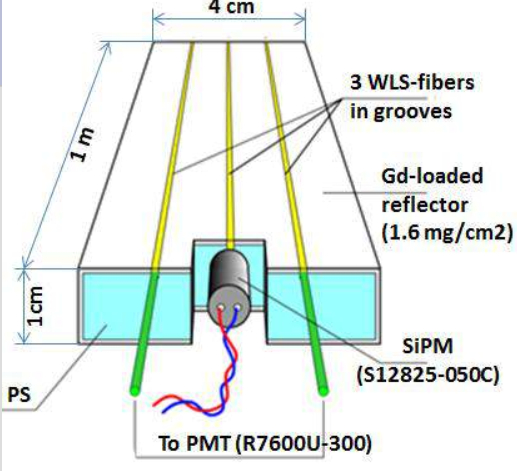 4 cm
3 WLS-fibers
in grooves
1 m
Gd-loaded
reflector
(1.6 mg/cm2)
1cm
SiPM
(S12825-050C)
PS
To PMT (R7600U-300)